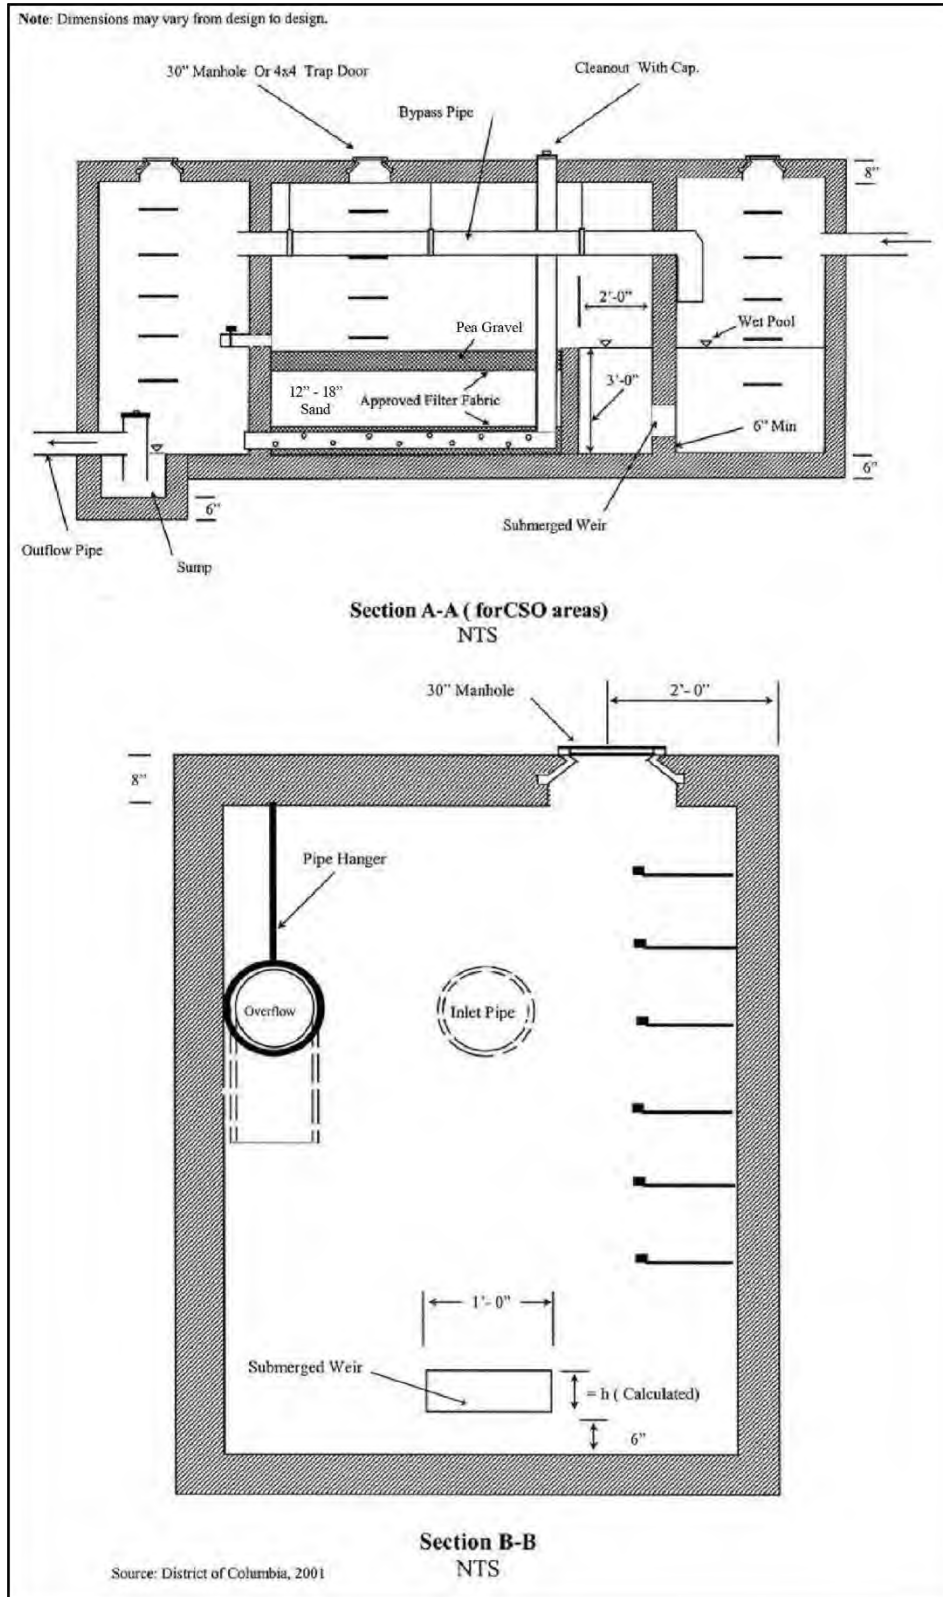 Note: Dimensions may vary from design to design.
30" Manhole Or 4x4 Trap Door
Cleanout With Cap.
Bypass Pipe
8"
2'-0"
Wet Pool
Pea Gravel
3'-0"
12" - 18"
Sand
Approved Filter Fabric
6" Min
6"
6"
Submerged Weir
Outflow Pipe
Sump
Section A-A ( forCSO areas)
NTS
30" Manhole
2'- 0"
8"
Pipe Hanger
Overflow
Inlet Pipe
1'- 0"
Submerged Weir
= h ( Calculated)
6"
Section B-B
NTS
Source: District of Columbia, 2001